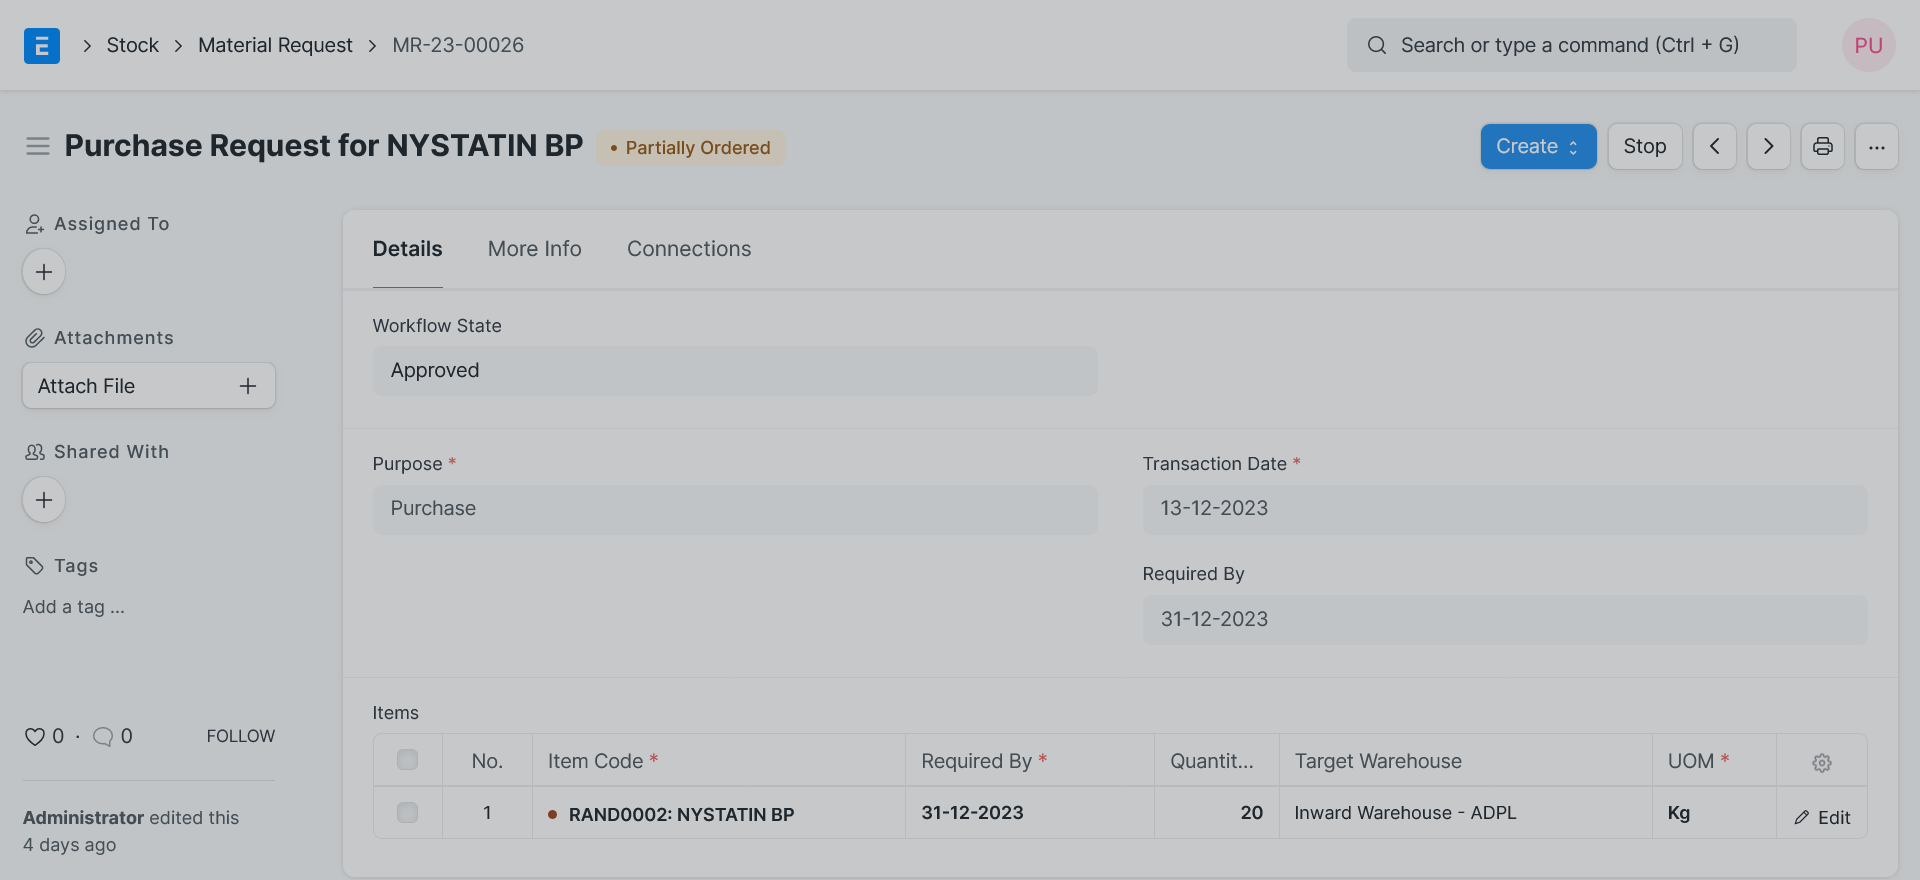 E
Stock
Material Request
MR-23-00026
Search or type a command (Ctrl + G)
PU
Purchase Request for NYSTATIN BP
• Partially Ordered
Create
Stop
...
Assigned To
+
Attachments
Attach File +
Shared With
+
Tags
Add a tag ...
0 · 0 FOLLOW
Administrator edited this
4 days ago
Details More Info Connections
Workflow State
Approved
Purpose *
Purchase
Transaction Date *
13-12-2023
Required By
31-12-2023
Items
No. Item Code * Required By * Quantit... Target Warehouse UOM *
1 RAND0002: NYSTATIN BP 31-12-2023 20 Inward Warehouse - ADPL Kg Edit